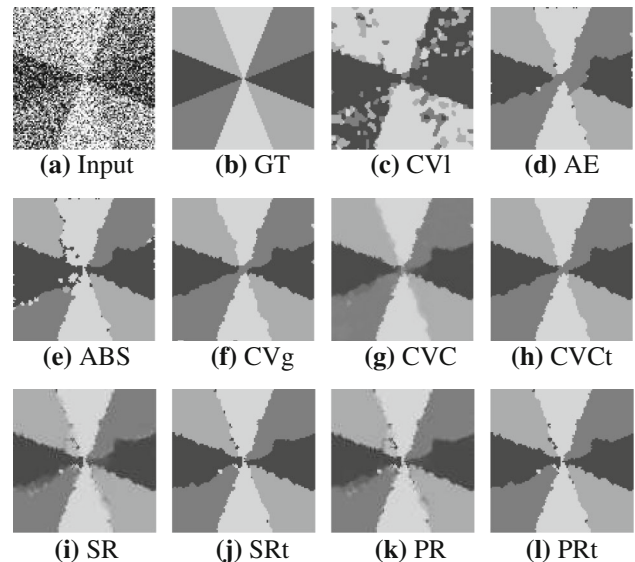 (a) Input (b) GT (c) CVl (d) AE
(e) ABS (f) CVg (g) CVC (h) CVCt
(i) SR (j) SRt (k) PR (l) PRt